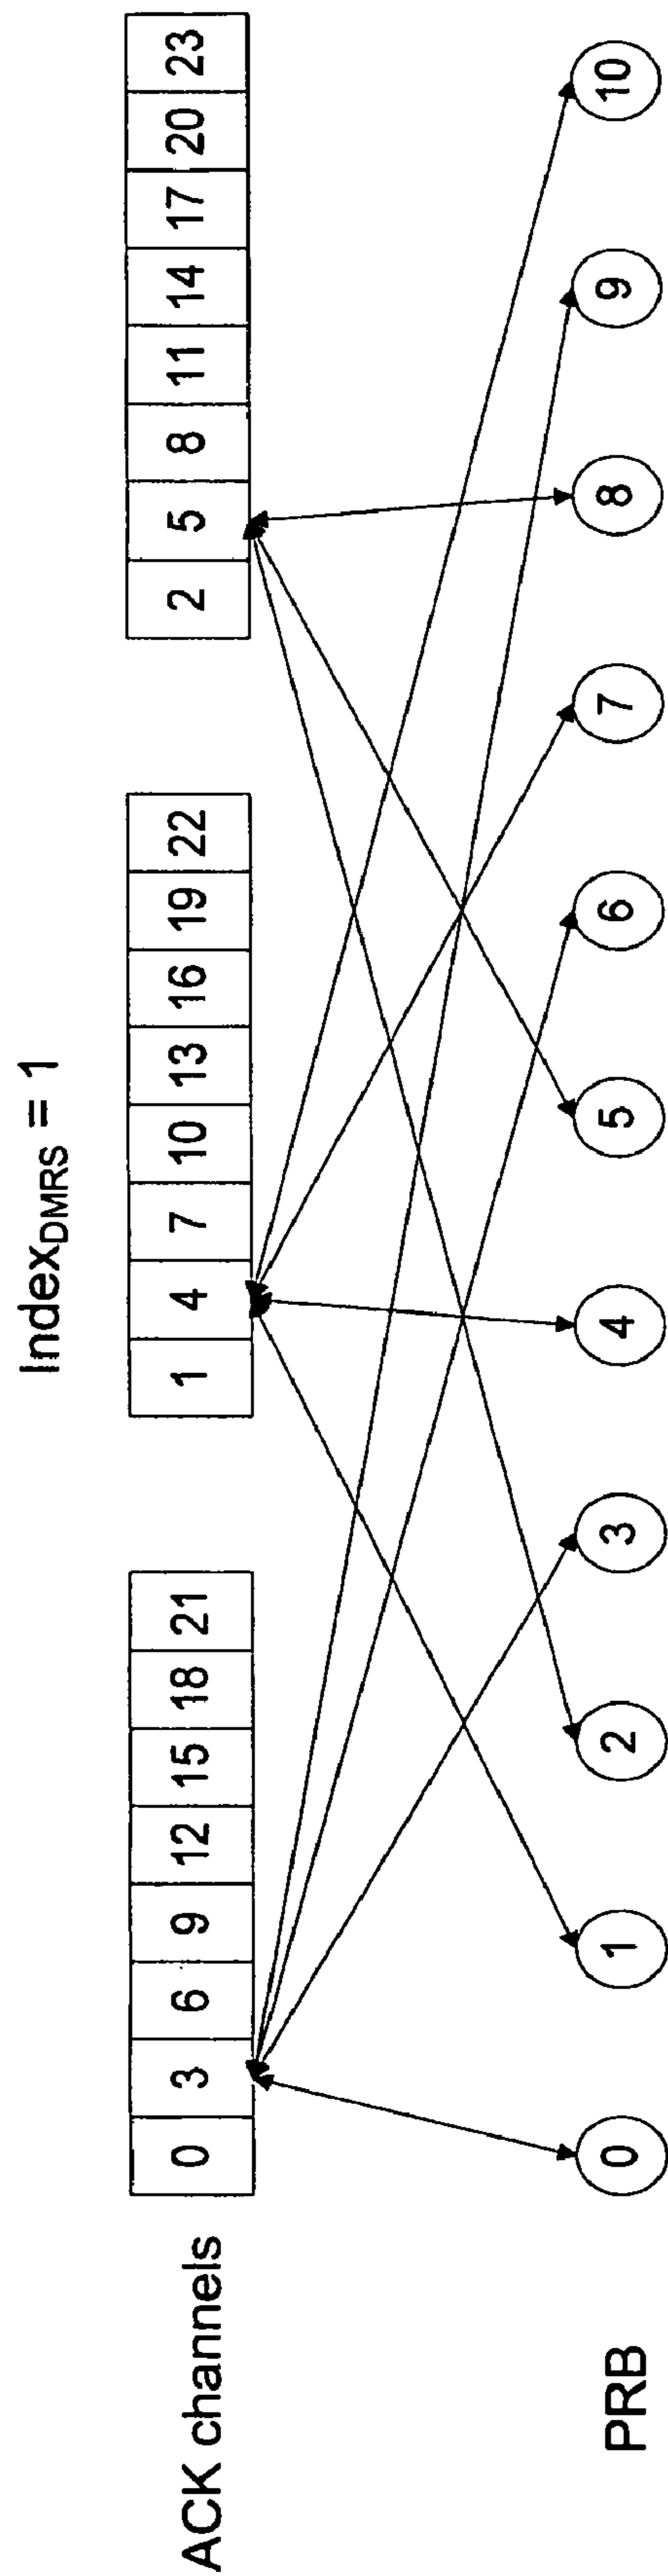 Index_DMRS = 1
ACK channels
0 3 6 9 12 15 18 21
1 4 7 10 13 16 19 22
2 5 8 11 14 17 20 23
PRB
0 1 2 3 4 5 6 7 8 9 10